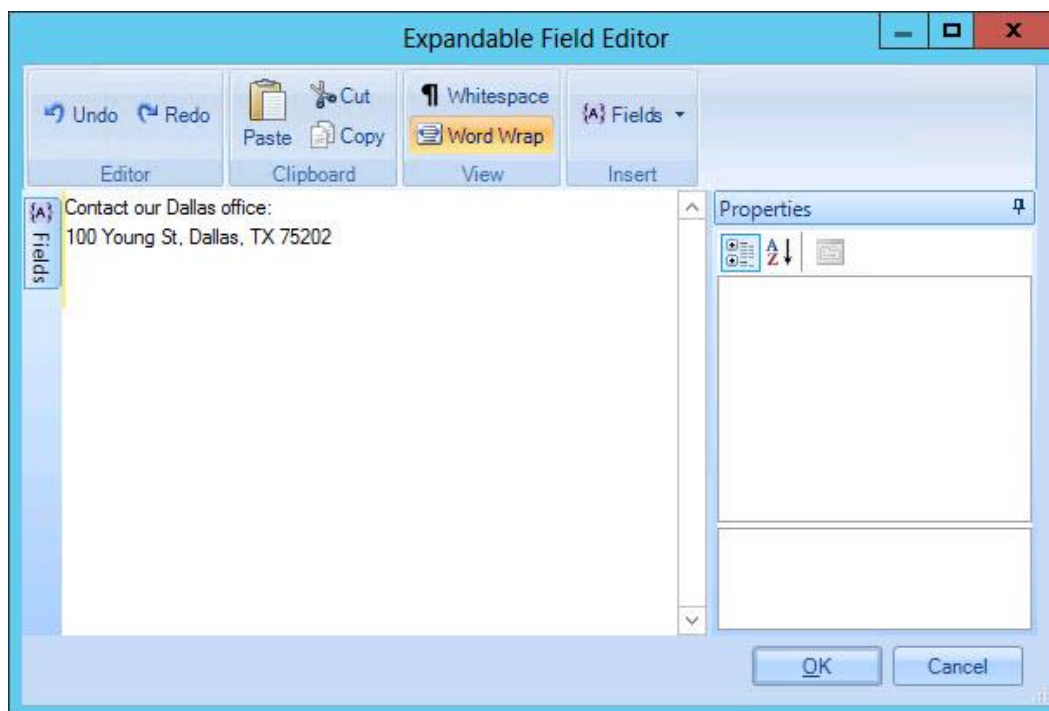 Expandable Field Editor
Undo Redo
Paste
Cut
Copy
Whitespace
Word Wrap
{A} Fields
Editor Clipboard View Insert
{A} Fields
Contact our Dallas office:
100 Young St, Dallas, TX 75202
Properties
A
Z
OK Cancel